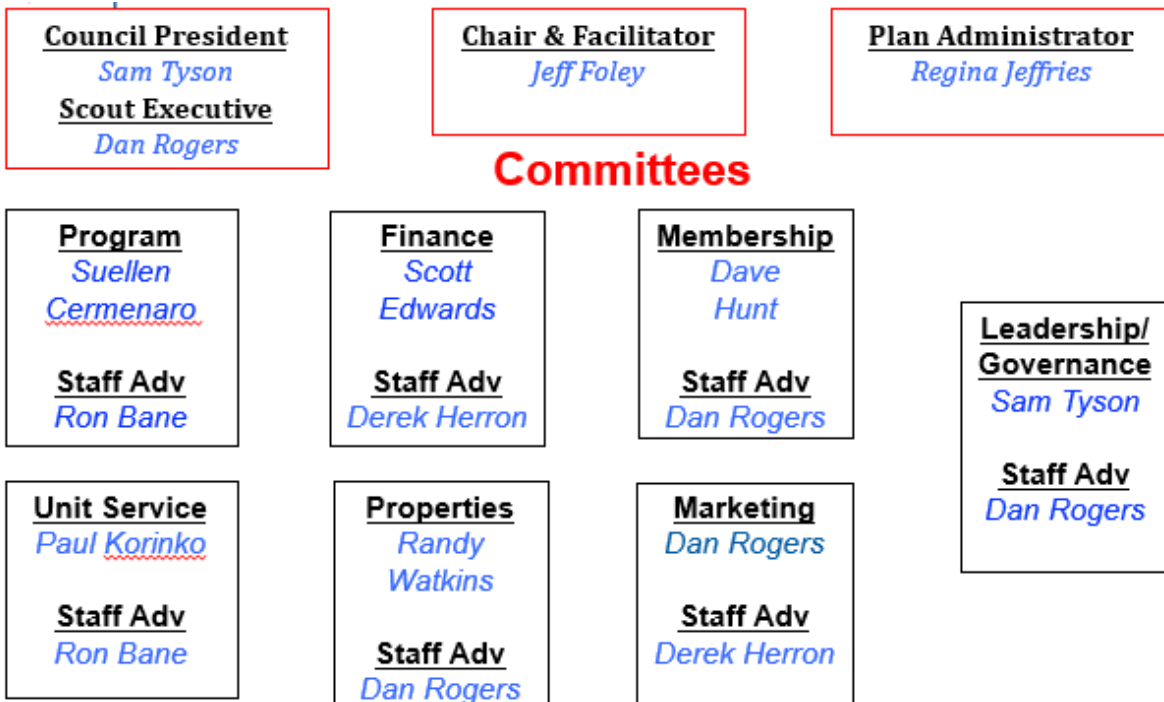 Council President
Sam Tyson
Scout Executive
Dan Rogers
Chair & Facilitator
Jeff Foley
Plan Administrator
Regina Jeffries
Committees
Program
Suellen
Cermenaro
Staff Adv
Ron Bane
Finance
Scott
Edwards
Staff Adv
Derek Herron
Membership
Dave
Hunt
Staff Adv
Dan Rogers
Leadership/
Governance
Sam Tyson
Staff Adv
Dan Rogers
Unit Service
Paul Korinko
Staff Adv
Ron Bane
Properties
Randy
Watkins
Staff Adv
Dan Rogers
Marketing
Dan Rogers
Staff Adv
Derek Herron